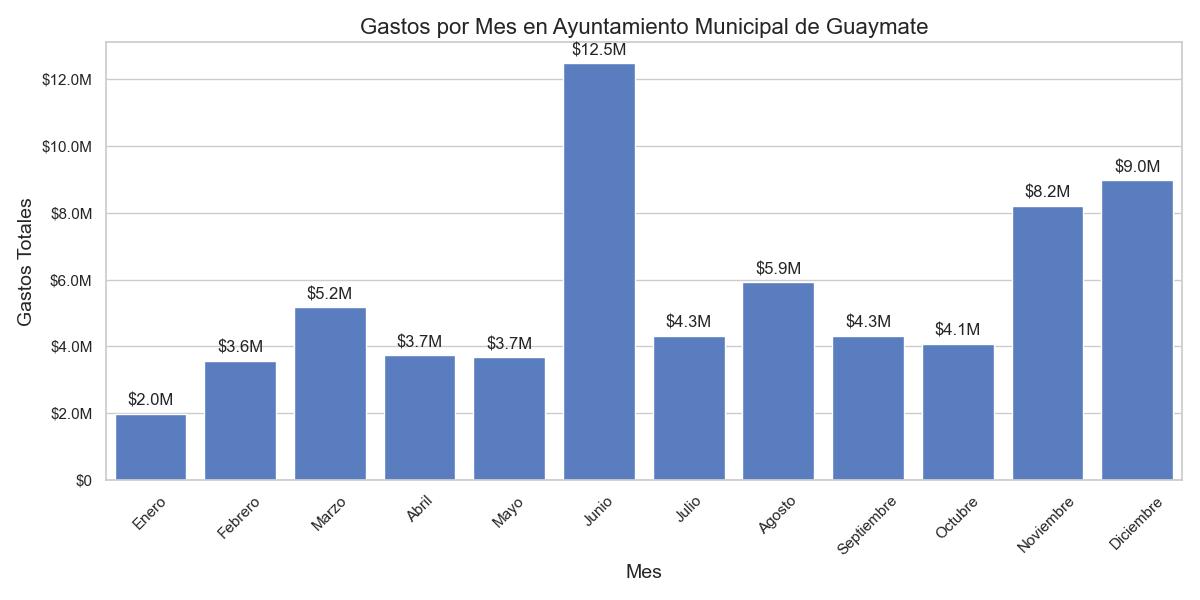 Gastos por Mes en Ayuntamiento Municipal de Guaymate
Gastos Totales
$12.0M
$10.0M
$8.0M
$6.0M
$4.0M
$2.0M
$0
$2.0M
$3.6M
$5.2M
$3.7M
$3.7M
$12.5M
$4.3M
$5.9M
$4.3M
$4.1M
$8.2M
$9.0M
Enero
Febrero
Marzo
Abril
Mayo
Junio
Julio
Agosto
Septiembre
Octubre
Noviembre
Diciembre
Mes